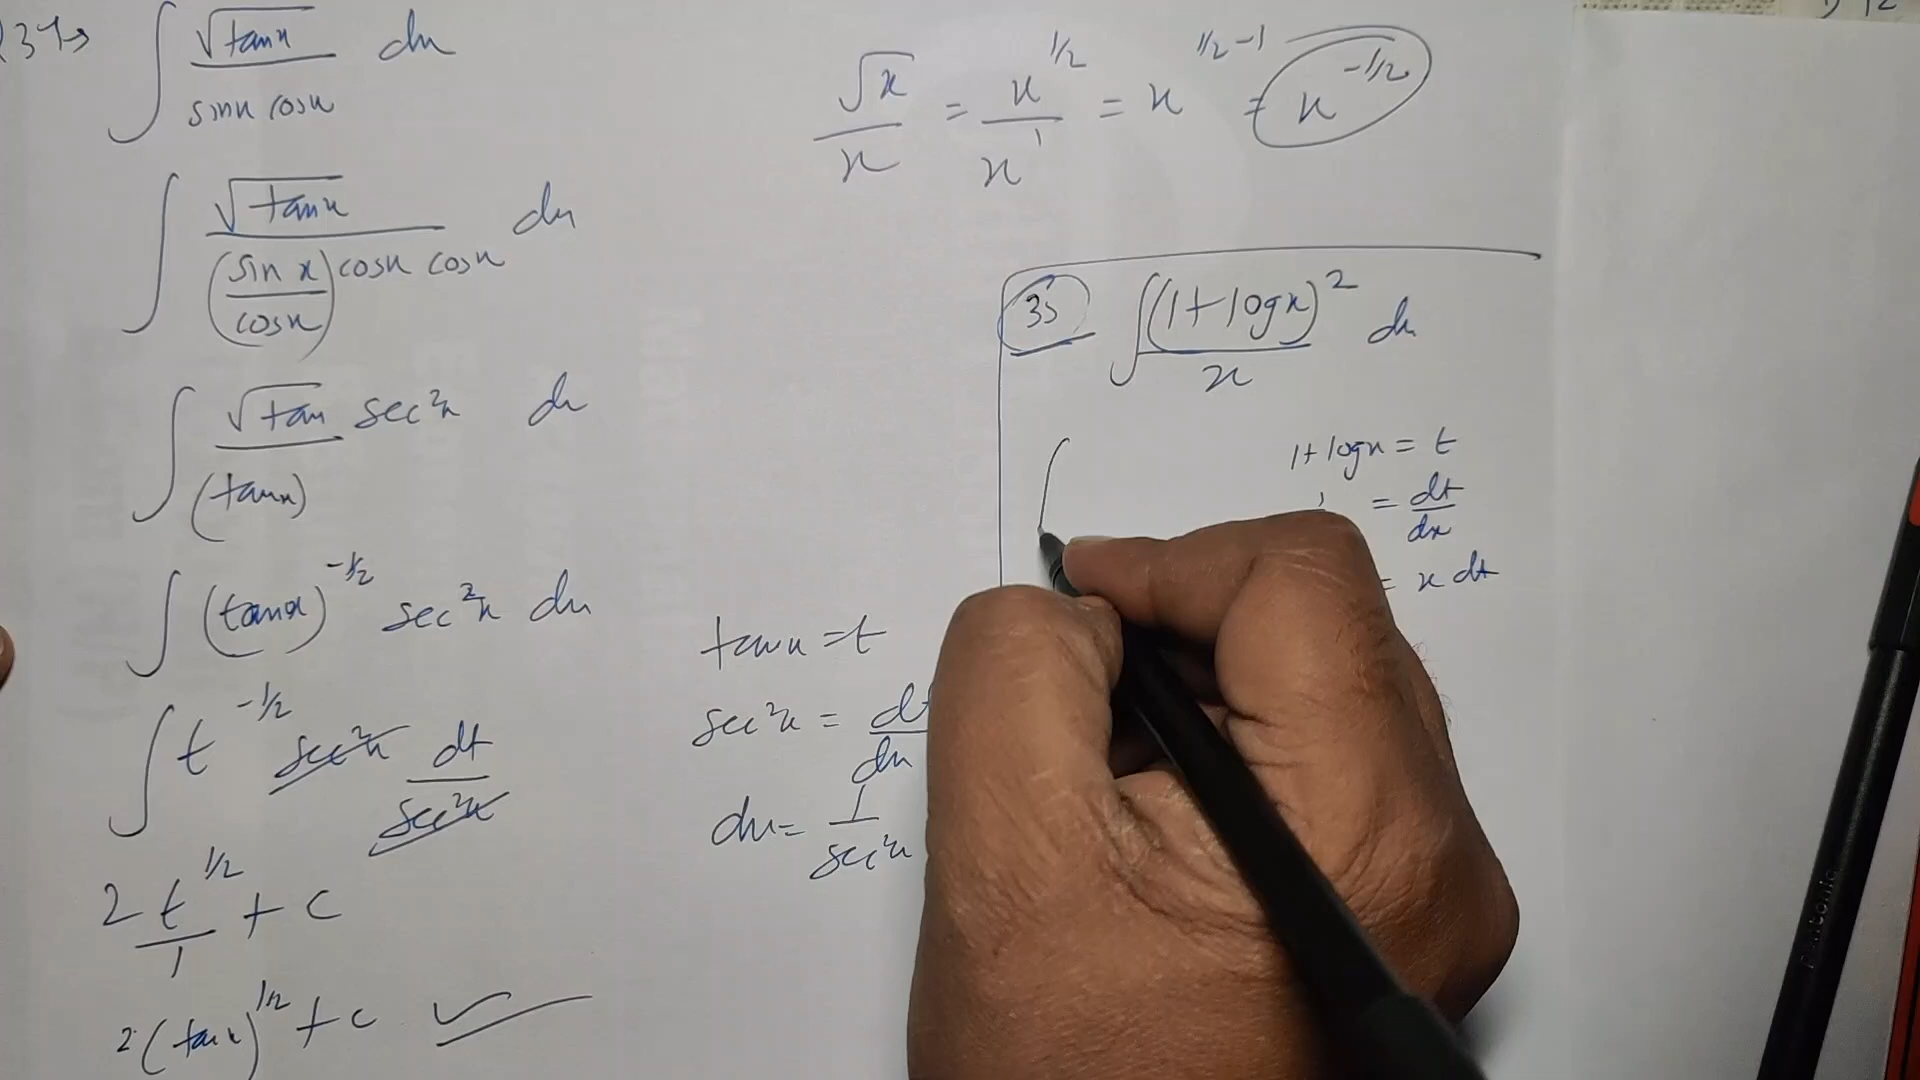 34→ ∫ √tanx / sinx cosx dx
∫ √tanx / (sin x / cosx) cosx cosx dx
∫ √tan / (tanx) sec²x dx
∫ (tanx)^-1/2 sec²x dx
∫ t^-1/2 sec²x dt / sec²x
2 t^1/2 / 1 + c
2(tanx)^1/2 + c
√x / x = x^1/2 / x^1 = x^1/2-1 = x^-1/2
tanx = t
sec²x = dt / dx
dx = 1 / sec²x
35 ∫ (1+logx)² / x dx
1+logx = t
= dt / dx
= x dt
∫